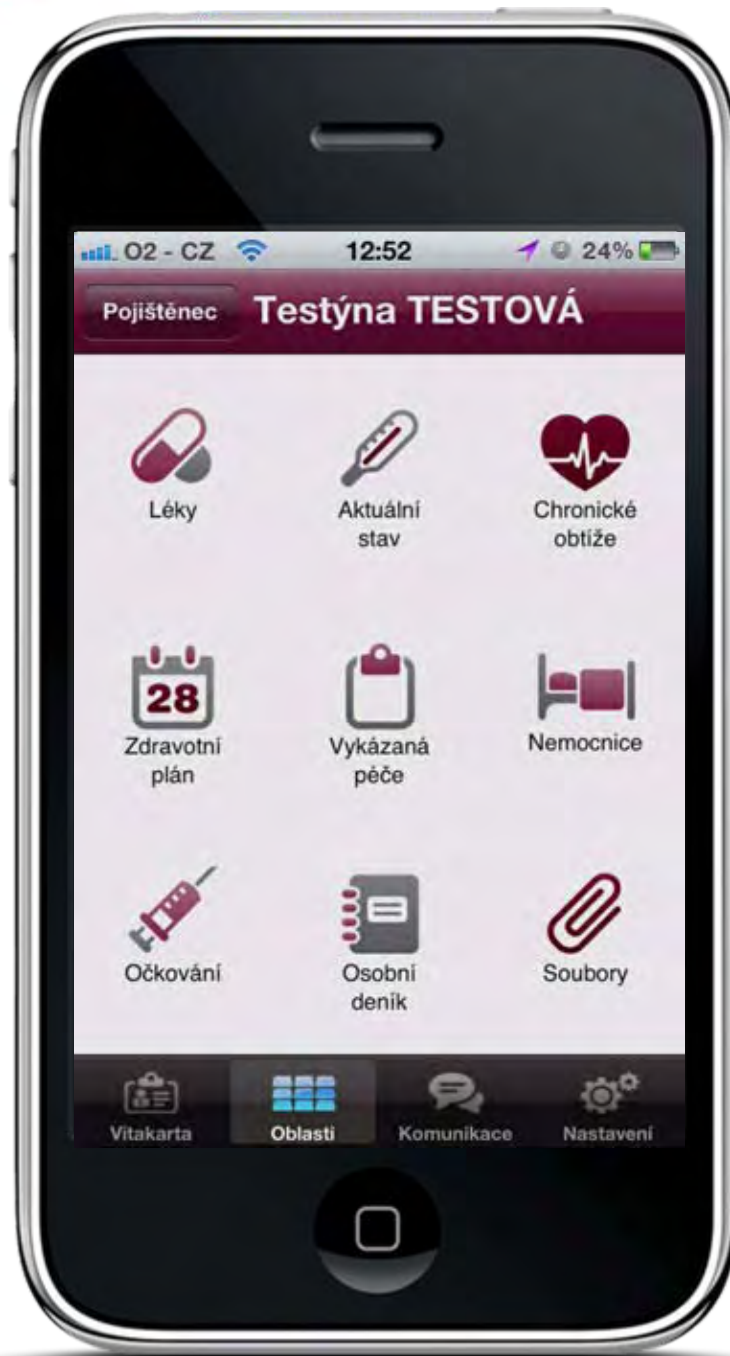 O2 - CZ 12:52 24%
Pojištěnec Testýna TESTOVÁ
Léky
Aktuální
stav
Chronické
obtíže
28
Zdravotní
plán
Vykázaná
péče
Nemocnice
Očkování
Osobní
deník
Soubory
Vitakarta Oblasti Komunikace Nastavení